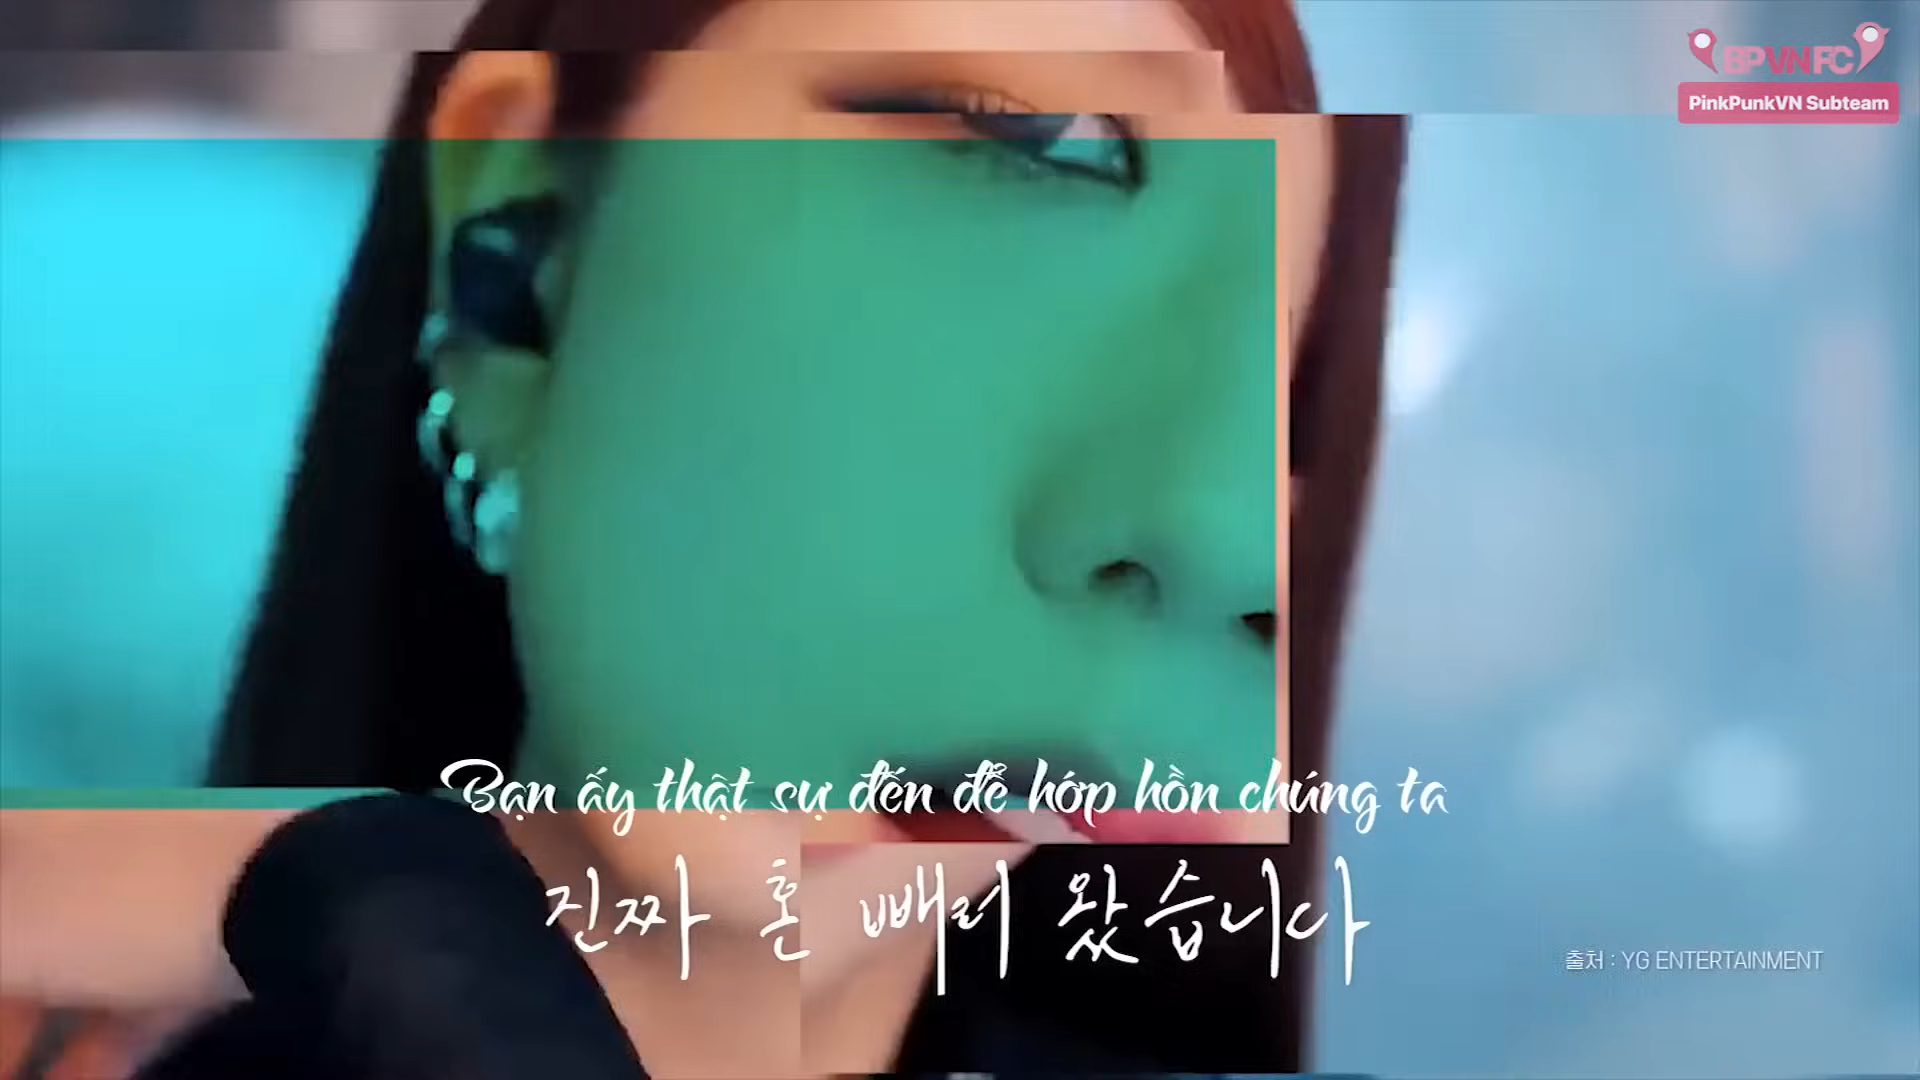 BPVNFC
PinkPunkVN Subteam
Bạn ấy thật sự đến để hớp hồn chúng ta
진짜 혼 빼러 왔습니다
출처 : YG ENTERTAINMENT